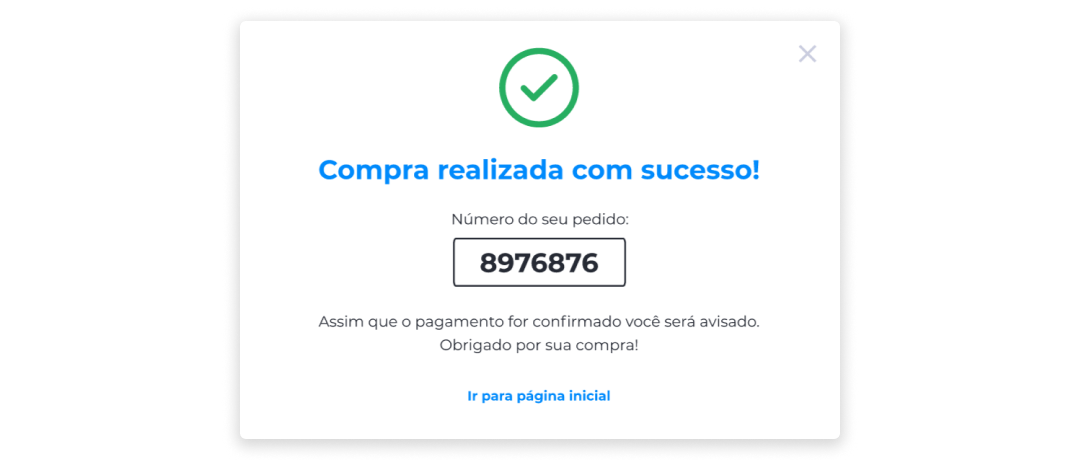 Compra realizada com sucesso!
Número do seu pedido:
8976876
Assim que o pagamento for confirmado você será avisado.
Obrigado por sua compra!
Ir para página inicial